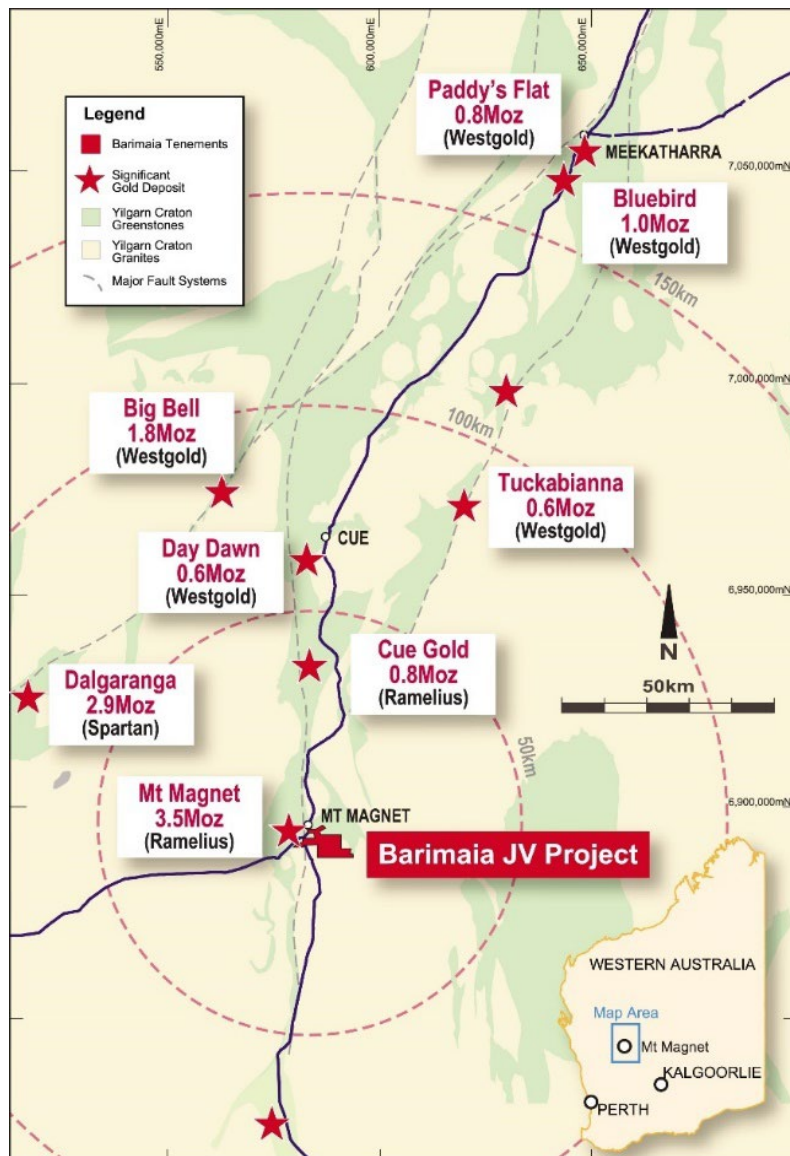 550,000mE
600,000mE
650,000mE
Legend
Barimaia Tenements
Significant
Gold Deposit
Yilgarn Craton
Greenstones
Yilgarn Craton
Granites
Major Fault Systems
Paddy's Flat
0.8Moz
(Westgold)
MEEKATHARRA
7,050,000mN
Bluebird
1.0Moz
(Westgold)
150km
7,000,000mN
Big Bell
1.8Moz
(Westgold)
100km
Tuckabianna
0.6Moz
(Westgold)
CUE
Day Dawn
0.6Moz
(Westgold)
6,950,000mN
Cue Gold
0.8Moz
(Ramelius)
N
50km
Dalgaranga
2.9Moz
(Spartan)
50km
Mt Magnet
3.5Moz
(Ramelius)
MT MAGNET
6,900,000mN
Barimaia JV Project
WESTERN AUSTRALIA
Map Area
Mt Magnet
KALGOORLIE
PERTH